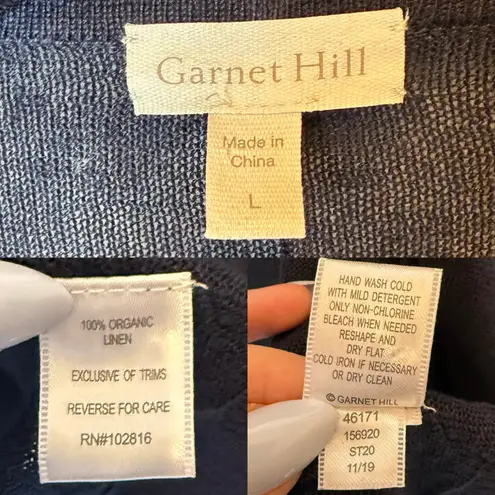 Garnet Hill
Made in
China
L
100% ORGANIC
LINEN
EXCLUSIVE OF TRIMS
REVERSE FOR CARE
RN#102816
HAND WASH COLD
WITH MILD DETERGENT
ONLY NON-CHLORINE
BLEACH WHEN NEEDED
RESHAPE AND
DRY FLAT
COLD IRON IF NECESSARY
OR DRY CLEAN
© GARNET HILL
46171
156920
ST20
11/19